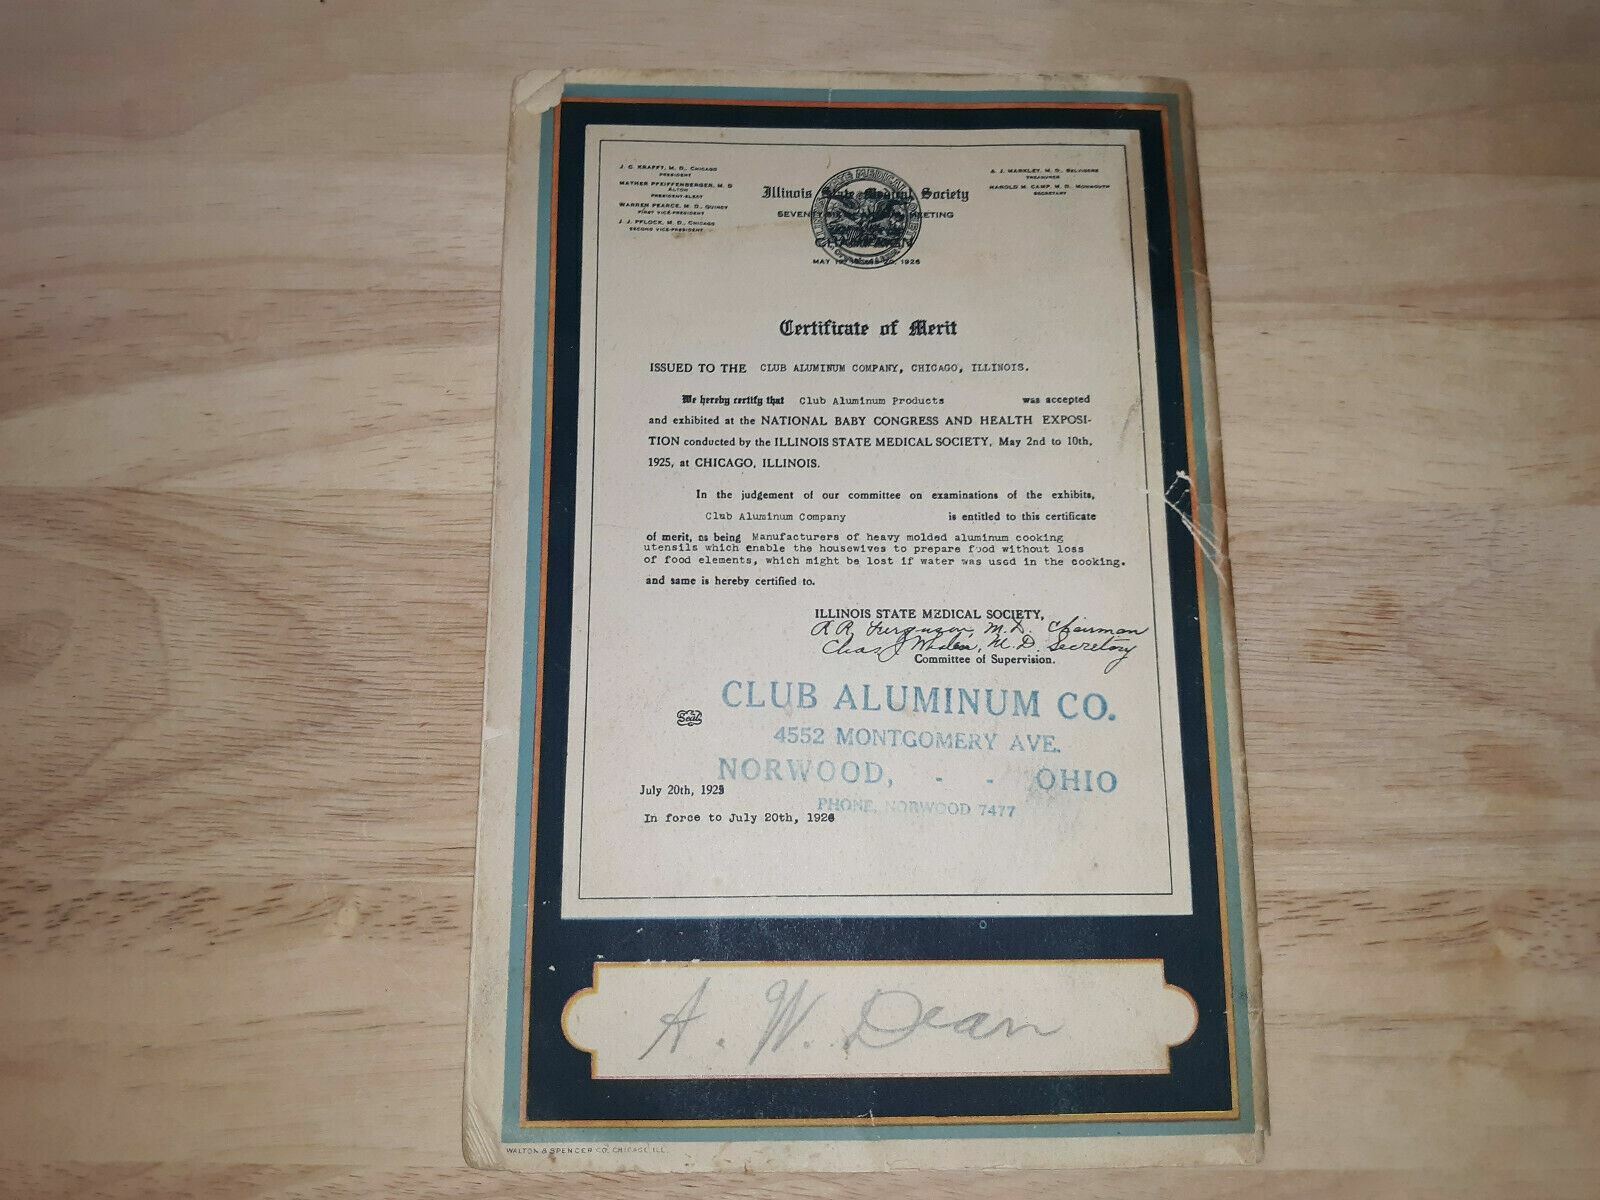 J. C. KRAFFT, M. D., CHICAGO
PRESIDENT
MATHER PFEIFFENBERGER, M. D
ALTON
PRESIDENT-ELECT
WARREN PEARCE, M. D., QUINCY
FIRST VICE-PRESIDENT
J. J. PFLOCK, M. D., CHICAGO
SECOND VICE-PRESIDENT
Illinois State Medical Society
MEETING
MAY 1926
A. J. MARKLEY, M. D., BELVIDERE
TREASURER
HAROLD M. CAMP, M. D., MONMOUTH
SECRETARY
Certificate of Merit
ISSUED TO THE CLUB ALUMINUM COMPANY, CHICAGO, ILLINOIS.
We hereby certify that Club Aluminum Products was accepted
and exhibited at the NATIONAL BABY CONGRESS AND HEALTH EXPOSI-
TION conducted by the ILLINOIS STATE MEDICAL SOCIETY, May 2nd to 10th,
1925, at CHICAGO, ILLINOIS.
In the judgement of our committee on examinations of the exhibits,
Club Aluminum Company is entitled to this certificate
of merit, as being Manufacturers of heavy molded aluminum cooking
utensils which enable the housewives to prepare food without loss
of food elements, which might be lost if water was used in the cooking.
and same is hereby certified to.
ILLINOIS STATE MEDICAL SOCIETY,
A R. Ferguson, M. D. Chairman
Chas J M. D. Secretary
Committee of Supervision.
Seal
CLUB ALUMINUM CO.
4552 MONTGOMERY AVE.
NORWOOD, - - OHIO
PHONE, NORWOOD 7477
July 20th, 1925
In force to July 20th, 1926
A. W. Dean
WALTON & SPENCER CO. CHICAGO, ILL.